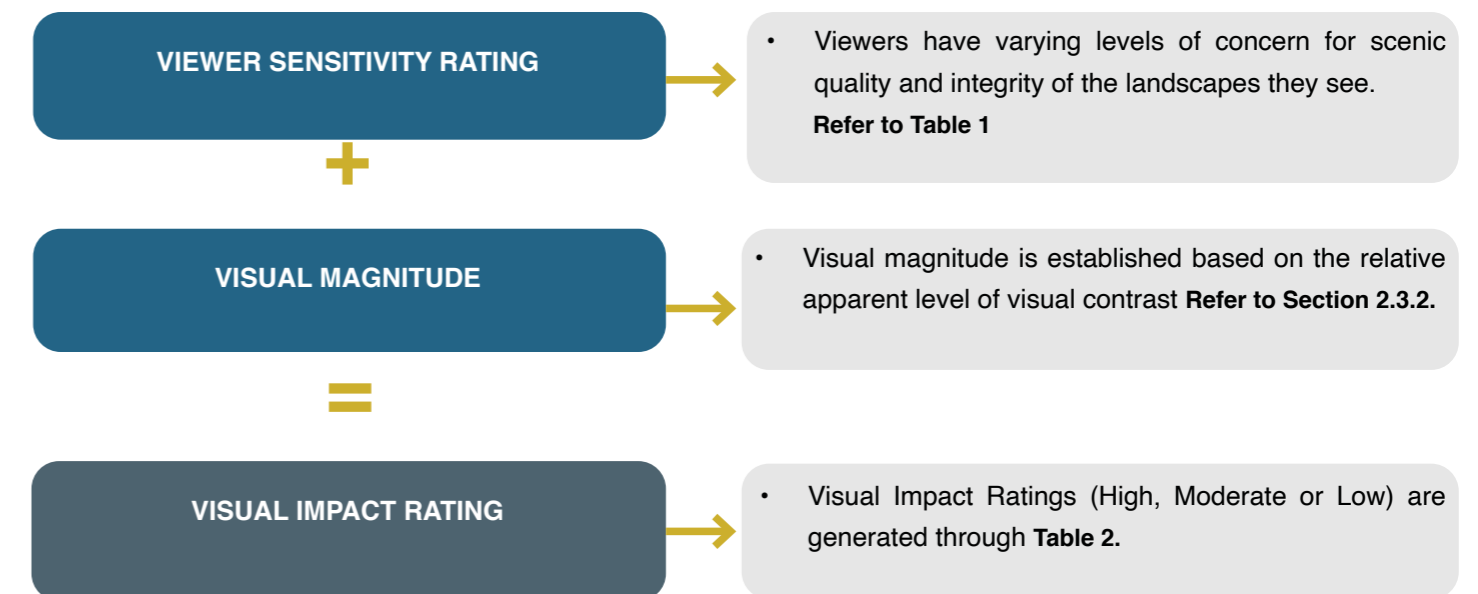 VIEWER SENSITIVITY RATING
• Viewers have varying levels of concern for scenic
quality and integrity of the landscapes they see.
Refer to Table 1
+
VISUAL MAGNITUDE
• Visual magnitude is established based on the relative
apparent level of visual contrast Refer to Section 2.3.2.
=
VISUAL IMPACT RATING
• Visual Impact Ratings (High, Moderate or Low) are
generated through Table 2.